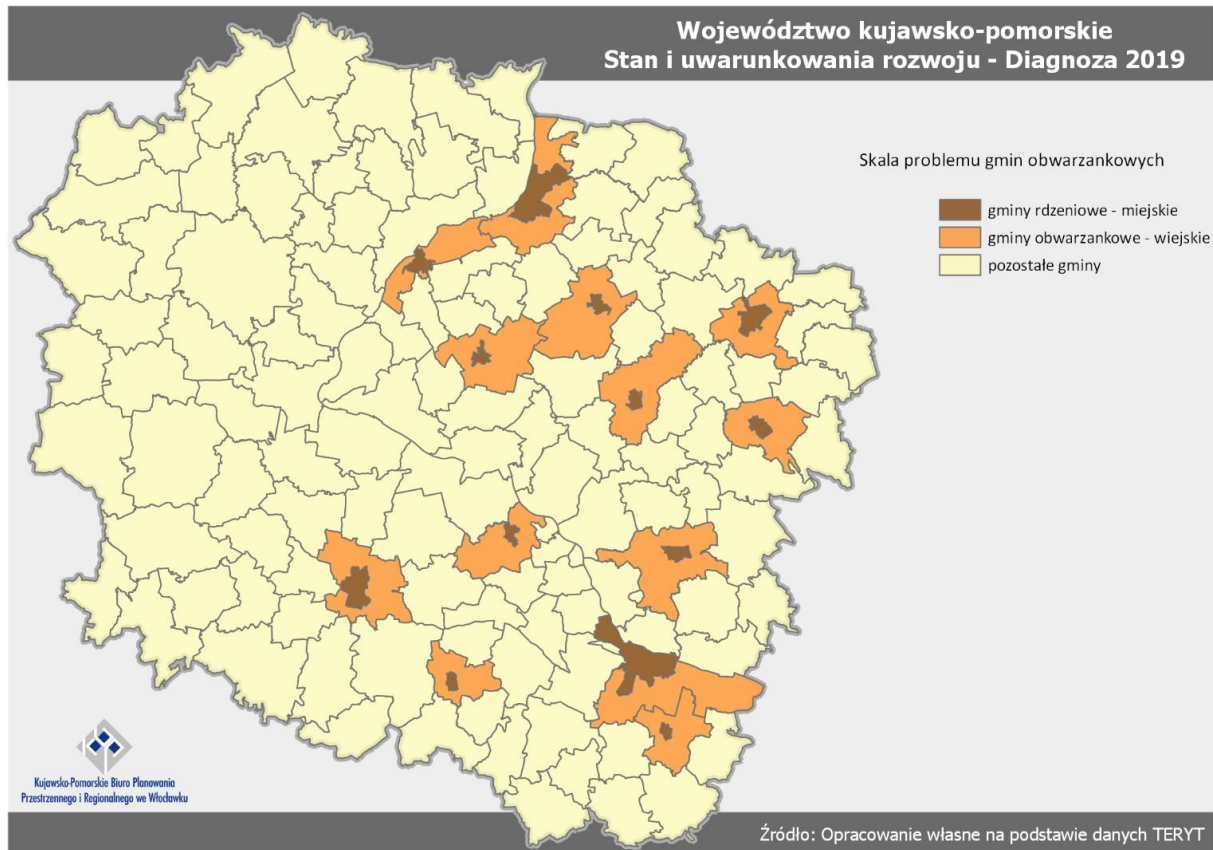 Województwo kujawsko-pomorskie
Stan i uwarunkowania rozwoju - Diagnoza 2019
Skala problemu gmin obwarzankowych
gminy rdzeniowe - miejskie
gminy obwarzankowe - wiejskie
pozostałe gminy
Kujawsko-Pomorskie Biuro Planowania
Przestrzennego i Regionalnego we Włocławku
Źródło: Opracowanie własne na podstawie danych TERYT